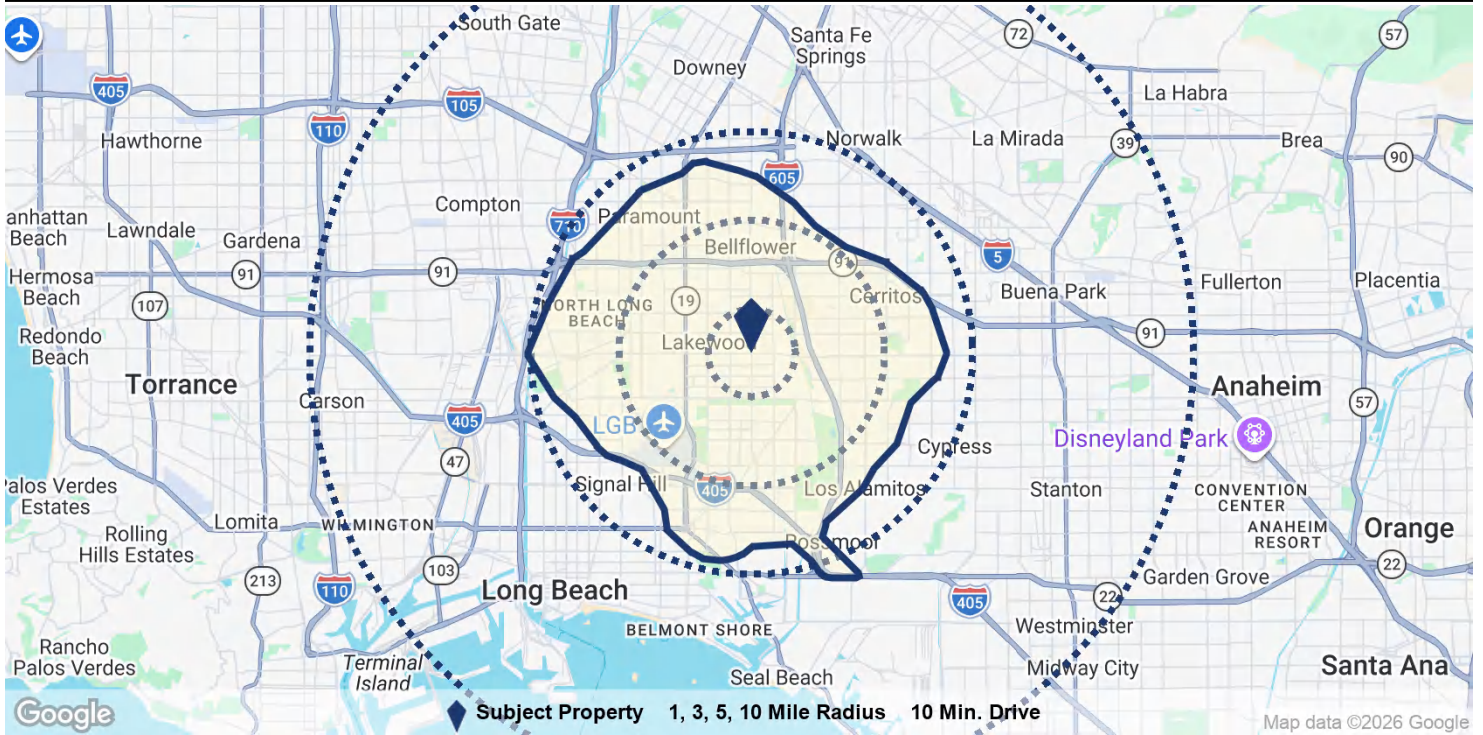 South Gate
Santa Fe
Springs
72
57
Downey
405
105
La Habra
110
Hawthorne
Norwalk
La Mirada
39
Brea
90
605
Compton
Paramount
710
anhattan
Beach
Lawndale
Gardena
Bellflower
5
91
91
91
Hermosa
Beach
Cerritos
Fullerton
Placentia
107
19
NORTH LONG
BEACH
Buena Park
Redondo
Beach
Lakewood
91
Torrance
Carson
Anaheim
57
405
LGB
Disneyland Park
Cypress
47
Signal Hill
405
Los Alamitos
Stanton
Palos Verdes
Estates
CONVENTION
CENTER
Lomita
WILMINGTON
Rolling
Hills Estates
Rossmoor
ANAHEIM
RESORT
Orange
213
110
103
22
Garden Grove
Long Beach
405
22
BELMONT SHORE
Westminster
Rancho
Palos Verdes
Terminal
Island
Midway City
Santa Ana
Seal Beach
Google
Subject Property 1, 3, 5, 10 Mile Radius 10 Min. Drive
Map data ©2026 Google